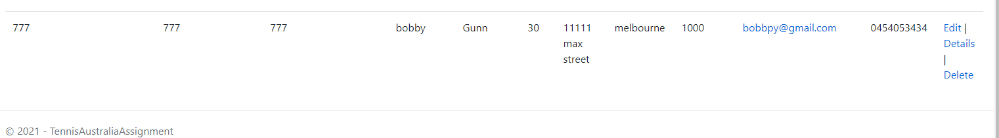 777 777 777 bobby Gunn 30 11111 melbourne 1000 bobbpy@gmail.com 0454053434 Edit |
max Details
street |
Delete
© 2021 - TennisAustraliaAssignment